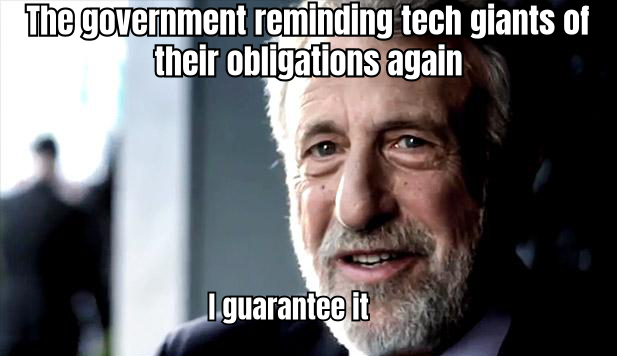 The government reminding tech giants of
their obligations again
I guarantee it